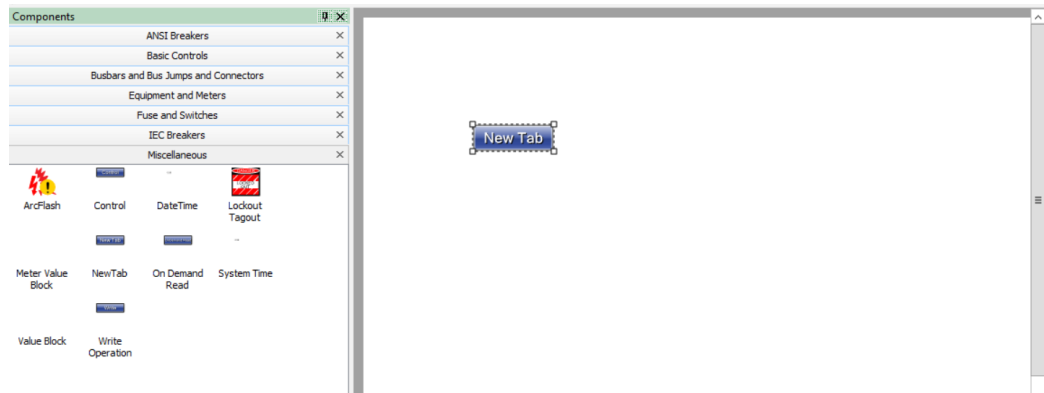 Components
ANSI Breakers
Basic Controls
Busbars and Bus Jumps and Connectors
Equipment and Meters
Fuse and Switches
IEC Breakers
Miscellaneous
ArcFlash
Control
DateTime
Lockout
Tagout
Meter Value
Block
NewTab
On Demand
Read
System Time
Value Block
Write
Operation
New Tab